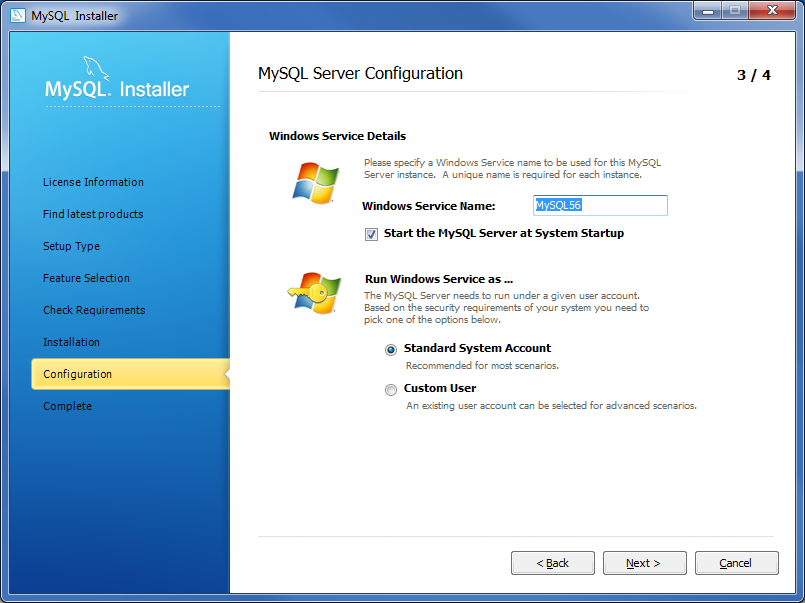 MySQL Installer
MySQL. Installer
License Information
Find latest products
Setup Type
Feature Selection
Check Requirements
Installation
Configuration
Complete
MySQL Server Configuration
3 / 4
Windows Service Details
Please specify a Windows Service name to be used for this MySQL
Server instance. A unique name is required for each instance.
Windows Service Name:
MySQL56
Start the MySQL Server at System Startup
Run Windows Service as ...
The MySQL Server needs to run under a given user account.
Based on the security requirements of your system you need to
pick one of the options below.
Standard System Account
Recommended for most scenarios.
Custom User
An existing user account can be selected for advanced scenarios.
< Back
Next >
Cancel